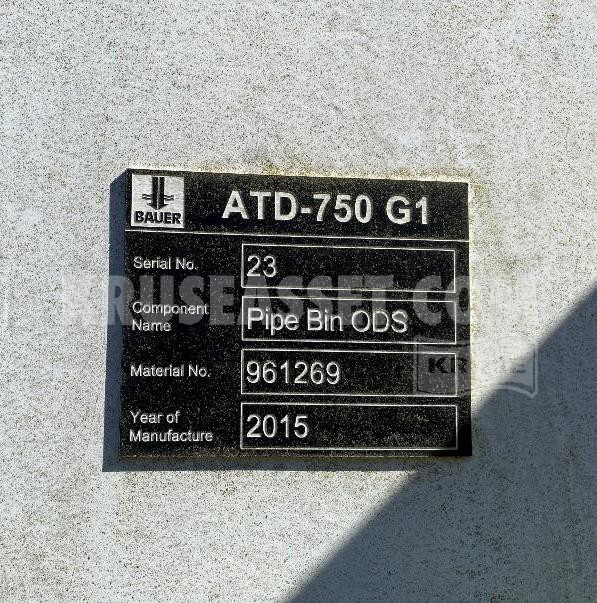 BAUER
ATD-750 G1
Serial No. 23
Component
Name
Pipe Bin ODS
Material No. 961269
Year of
Manufacture
2015